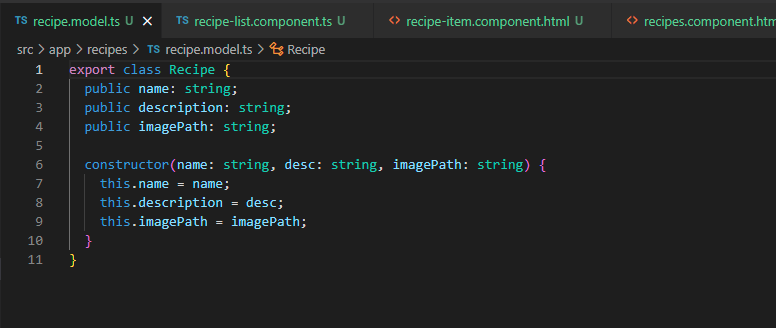 TS recipe.model.ts U × TS recipe-list.component.ts U <> recipe-item.component.html U <> recipes.component.htm
src > app > recipes > TS recipe.model.ts > Recipe
1 export class Recipe {
2 public name: string;
3 public description: string;
4 public imagePath: string;
5
6 constructor(name: string, desc: string, imagePath: string) {
7 this.name = name;
8 this.description = desc;
9 this.imagePath = imagePath;
10 }
11 }